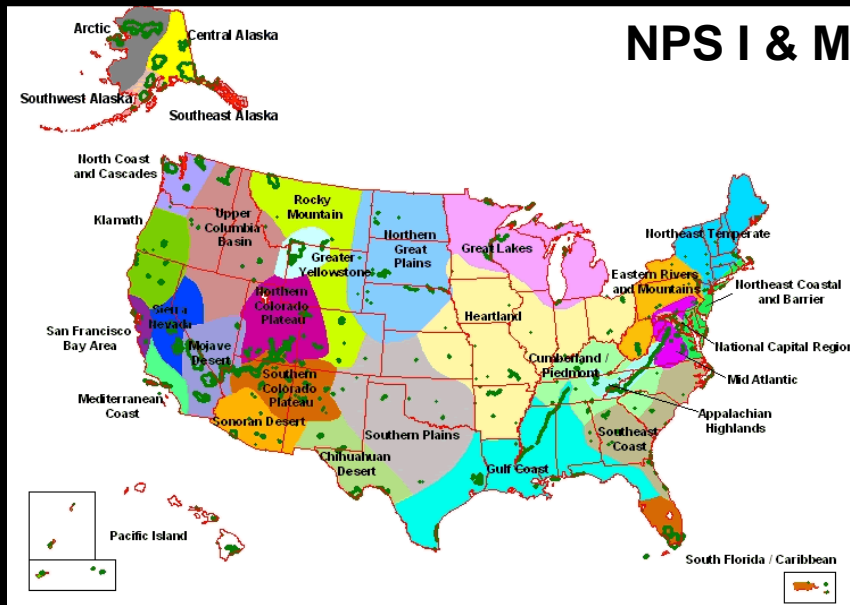 NPS I & M
Arctic
Central Alaska
Southwest Alaska
Southeast Alaska
North Coast
and Cascades
Klamath
Upper
Columbia
Basin
Rocky
Mountain
Northern
Great
Plains
Great Lakes
Northeast Temperate
Greater
Yellowstone
Eastern Rivers
and Mountains
Northeast Coastal
and Barrier
Northern
Colorado
Plateau
Heartland
Sierra
Nevada
San Francisco
Bay Area
Mojave
Desert
National Capital Region
Cumberland /
Piedmont
Mid Atlantic
Southern
Colorado
Plateau
Mediterranean
Coast
Appalachian
Highlands
Sonoran Desert
Southern Plains
Southeast
Coast
Chihuahuan
Desert
Gulf Coast
Pacific Island
South Florida / Caribbean